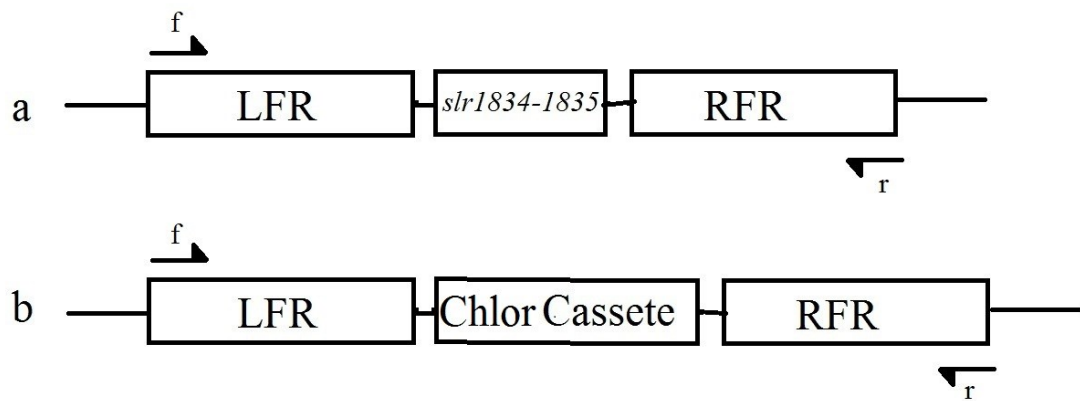 f
a LFR slr1834-1835 RFR
r
f
b LFR Chlor Cassete RFR
r